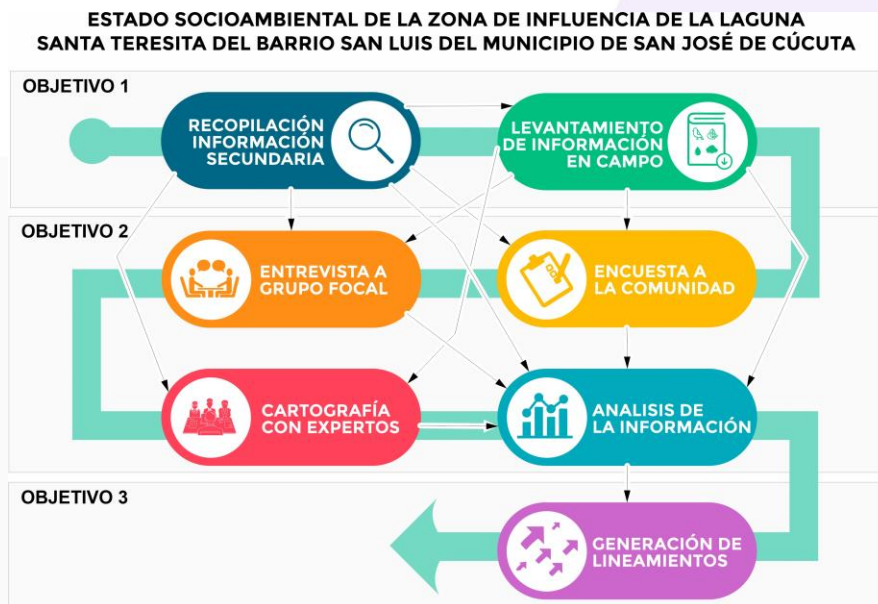 ESTADO SOCIOAMBIENTAL DE LA ZONA DE INFLUENCIA DE LA LAGUNA
SANTA TERESITA DEL BARRIO SAN LUIS DEL MUNICIPIO DE SAN JOSÉ DE CÚCUTA
OBJETIVO 1
RECOPILACIÓN
INFORMACIÓN
SECUNDARIA
LEVANTAMIENTO
DE INFORMACIÓN
EN CAMPO
OBJETIVO 2
ENTREVISTA A
GRUPO FOCAL
ENCUESTA A
LA COMUNIDAD
CARTOGRAFÍA
CON EXPERTOS
ANALISIS DE
LA INFORMACIÓN
OBJETIVO 3
GENERACIÓN DE
LINEAMIENTOS